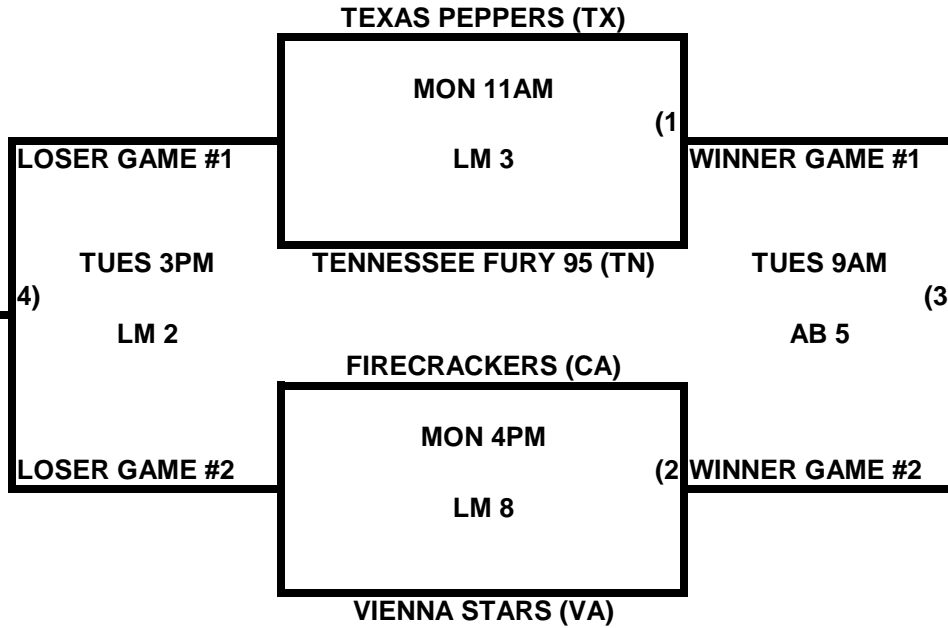 TEXAS PEPPERS (TX)
MON 11AM
(1
LOSER GAME #1
LM 3
WINNER GAME #1
TUES 3PM
TENNESSEE FURY 95 (TN)
TUES 9AM
4)
(3
LM 2
AB 5
FIRECRACKERS (CA)
MON 4PM
LOSER GAME #2
(2
WINNER GAME #2
LM 8
VIENNA STARS (VA)